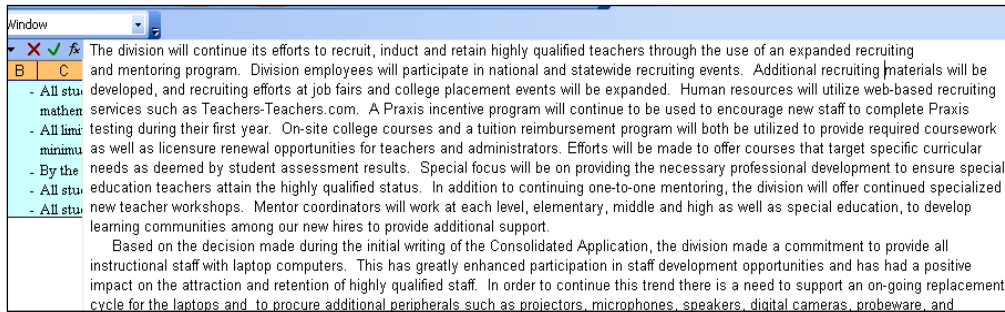 Window
fx The division will continue its efforts to recruit, induct and retain highly qualified teachers through the use of an expanded recruiting
B C and mentoring program. Division employees will participate in national and statewide recruiting events. Additional recruiting materials will be
- All stu developed, and recruiting efforts at job fairs and college placement events will be expanded. Human resources will utilize web-based recruiting
mathem services such as Teachers-Teachers.com. A Praxis incentive program will continue to be used to encourage new staff to complete Praxis
- All limi testing during their first year. On-site college courses and a tuition reimbursement program will both be utilized to provide required coursework
minimu as well as licensure renewal opportunities for teachers and administrators. Efforts will be made to offer courses that target specific curricular
- By the needs as deemed by student assessment results. Special focus will be on providing the necessary professional development to ensure special
- All stu education teachers attain the highly qualified status. In addition to continuing one-to-one mentoring, the division will offer continued specialized
- All stu new teacher workshops. Mentor coordinators will work at each level, elementary, middle and high as well as special education, to develop
learning communities among our new hires to provide additional support.
Based on the decision made during the initial writing of the Consolidated Application, the division made a commitment to provide all
instructional staff with laptop computers. This has greatly enhanced participation in staff development opportunities and has had a positive
impact on the attraction and retention of highly qualified staff. In order to continue this trend there is a need to support an on-going replacement
cycle for the laptops and to procure additional peripherals such as projectors, microphones, speakers, digital cameras, probeware, and